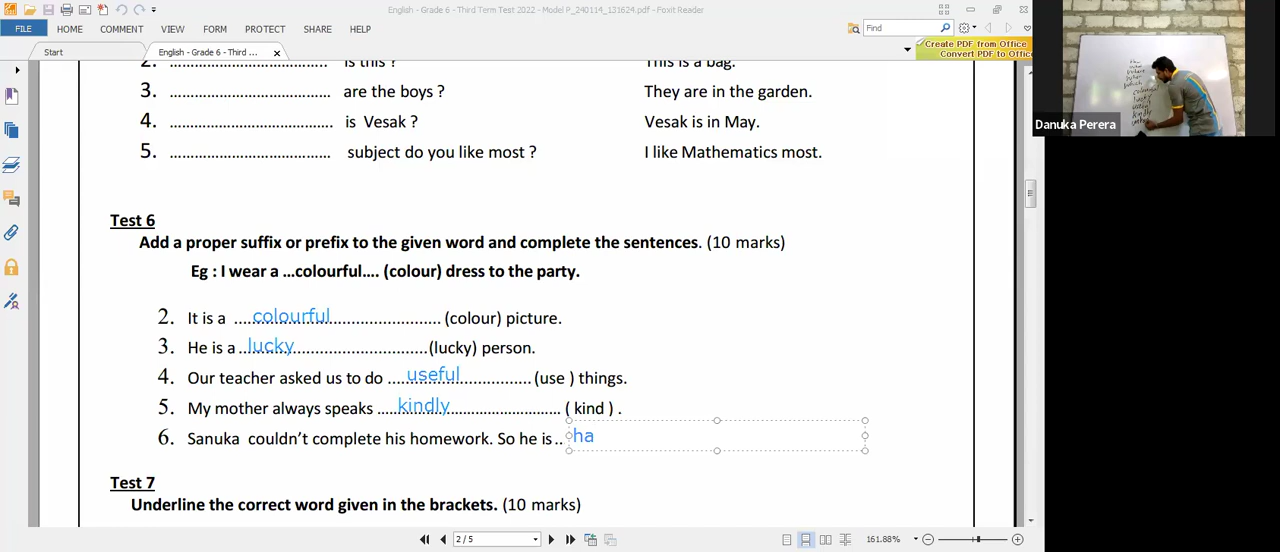 English - Grade 6 - Third Term Test 2022 - Model P_240114_131624.pdf - Foxit Reader
FILE HOME COMMENT VIEW FORM PROTECT SHARE HELP
Find
Start
English - Grade 6 - Third ...
Create PDF from Office
Convert PDF to Offic
2. ........................................ is this ? This is a bag.
3. ........................................ are the boys ? They are in the garden.
4. ........................................ is Vesak ? Vesak is in May.
5. ........................................ subject do you like most ? I like Mathematics most.
Test 6
Add a proper suffix or prefix to the given word and complete the sentences. (10 marks)
Eg : I wear a ...colourful.... (colour) dress to the party.
2. It is a ....colourful........................... (colour) picture.
3. He is a ..lucky................................. (lucky) person.
4. Our teacher asked us to do ....useful................ (use ) things.
5. My mother always speaks .....kindly........................... ( kind ) .
6. Sanuka couldn't complete his homework. So he is .. ha
Test 7
Underline the correct word given in the brackets. (10 marks)
2 / 5
161.88%
Danuka Perera
colourful
lucky
kindly